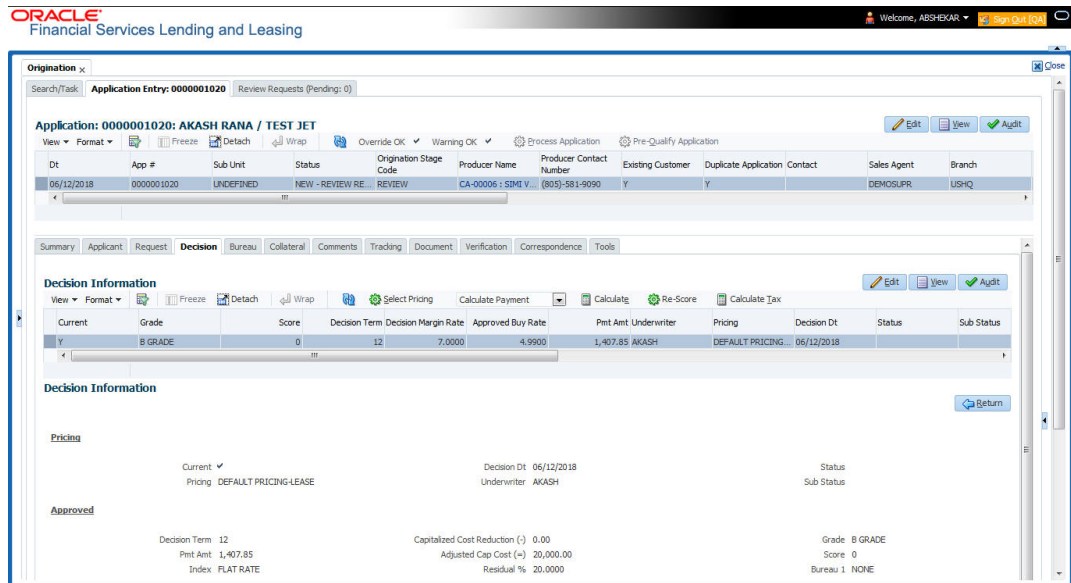 ORACLE®
Financial Services Lending and Leasing
Welcome, ABSHEKAR Sign Out [QA]
Origination x Close
Search/Task Application Entry: 0000001020 Review Requests (Pending: 0)
Application: 0000001020: AKASH RANA / TEST JET Edit View Audit
View Format Freeze Detach Wrap Override OK Warning OK Process Application Pre-Qualify Application
Dt App # Sub Unit Status Origination Stage Code Producer Name Producer Contact Number Existing Customer Duplicate Application Contact Sales Agent Branch
06/12/2018 0000001020 UNDEFINED NEW - REVIEW RE... REVIEW CA-00006 : SIMI V... (805)-581-9090 Y Y DEMOSUPR USHQ
Summary Applicant Request Decision Bureau Collateral Comments Tracking Document Verification Correspondence Tools
Decision Information Edit View Audit
View Format Freeze Detach Wrap Select Pricing Calculate Payment Calculate Re-Score Calculate Tax
Current Grade Score Decision Term Decision Margin Rate Approved Buy Rate Pmt Amt Underwriter Pricing Decision Dt Status Sub Status
Y B GRADE 0 12 7.0000 4.9900 1,407.85 AKASH DEFAULT PRICING... 06/12/2018
Decision Information
Return
Pricing
Current Decision Dt 06/12/2018 Status
Pricing DEFAULT PRICING-LEASE Underwriter AKASH Sub Status
Approved
Decision Term 12 Capitalized Cost Reduction (-) 0.00 Grade B GRADE
Pmt Amt 1,407.85 Adjusted Cap Cost (=) 20,000.00 Score 0
Index FLAT RATE Residual % 20.0000 Bureau 1 NONE